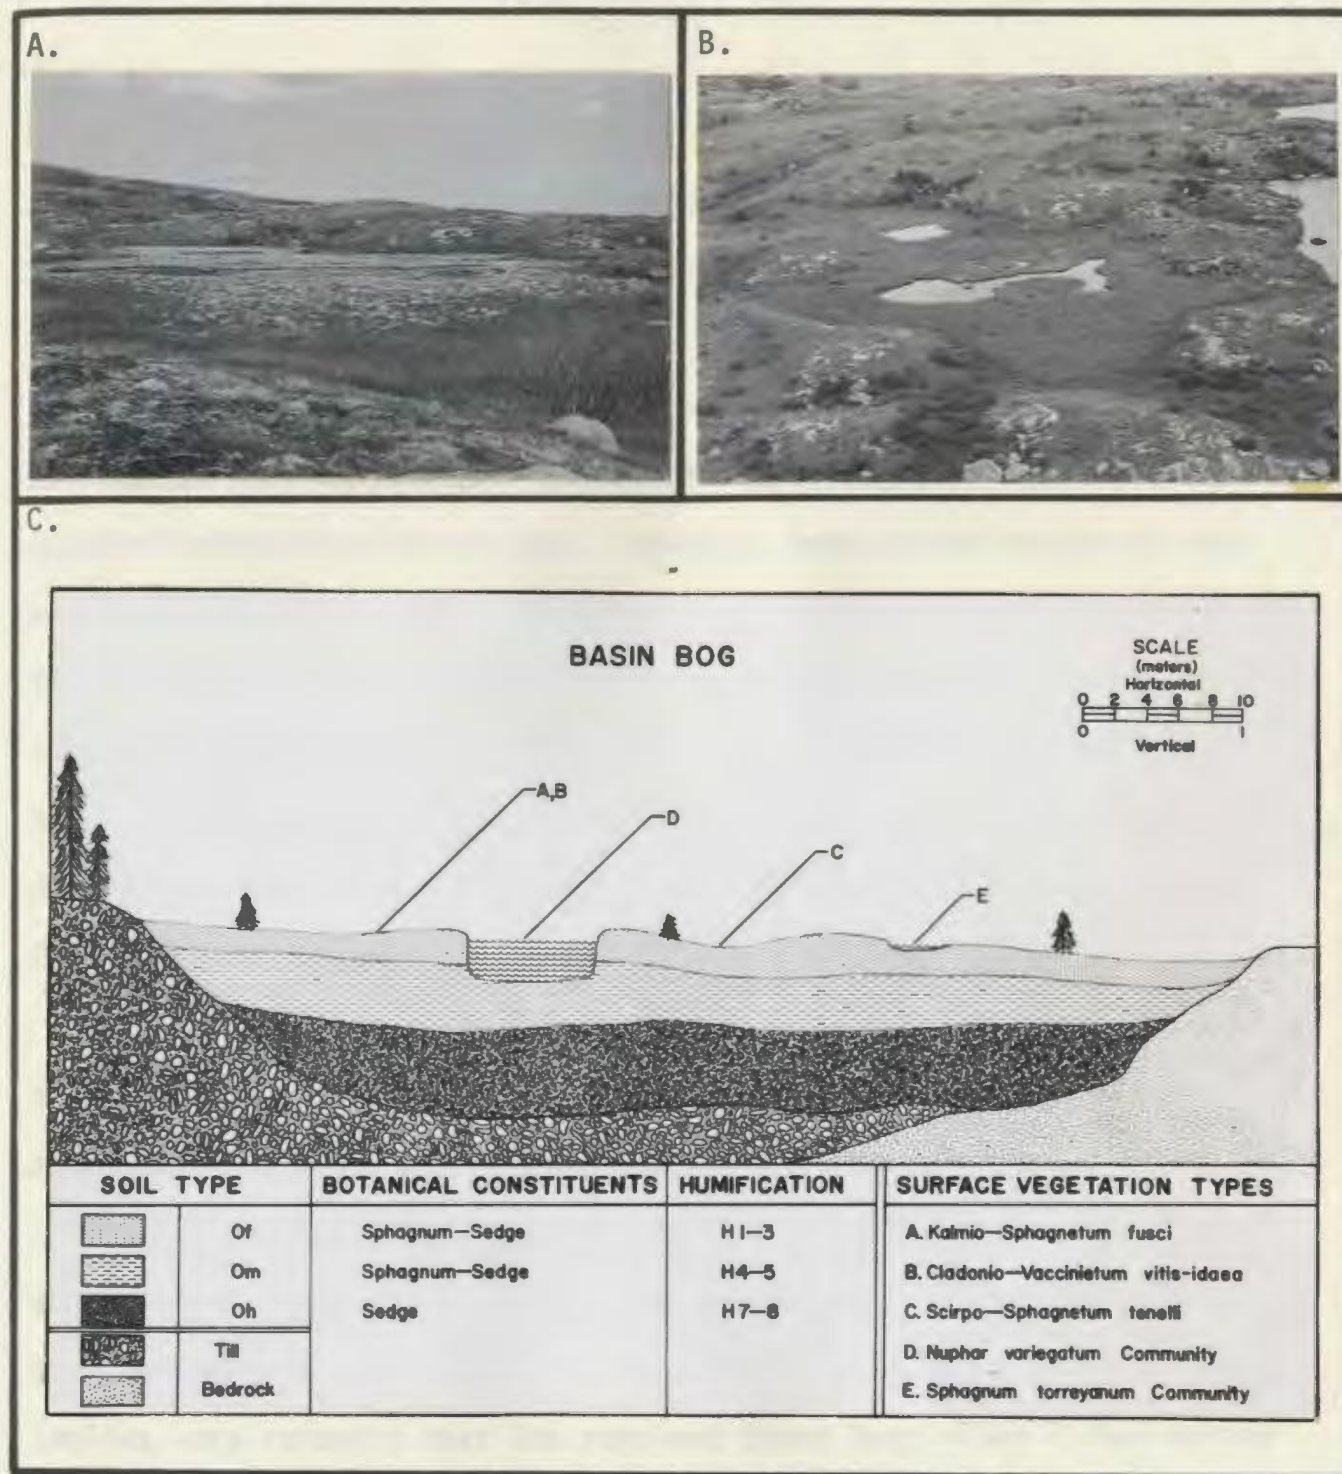 A.
B.
C.
BASIN BOG
SCALE
(meters)
Horizontal
0 2 4 6 8 10
0 1
Vertical
A,B
D
C
E
SOIL TYPE BOTANICAL CONSTITUENTS HUMIFICATION SURFACE VEGETATION TYPES
Of Sphagnum-Sedge H1-3 A. Kalmio-Sphagnetum fusci
Om Sphagnum-Sedge H4-5 B. Cladonio-Vaccinietum vitis-idaea
Oh Sedge H7-8 C. Scirpo-Sphagnetum tenelli
Till D. Nuphar variegatum Community
Bedrock E. Sphagnum torreyanum Community